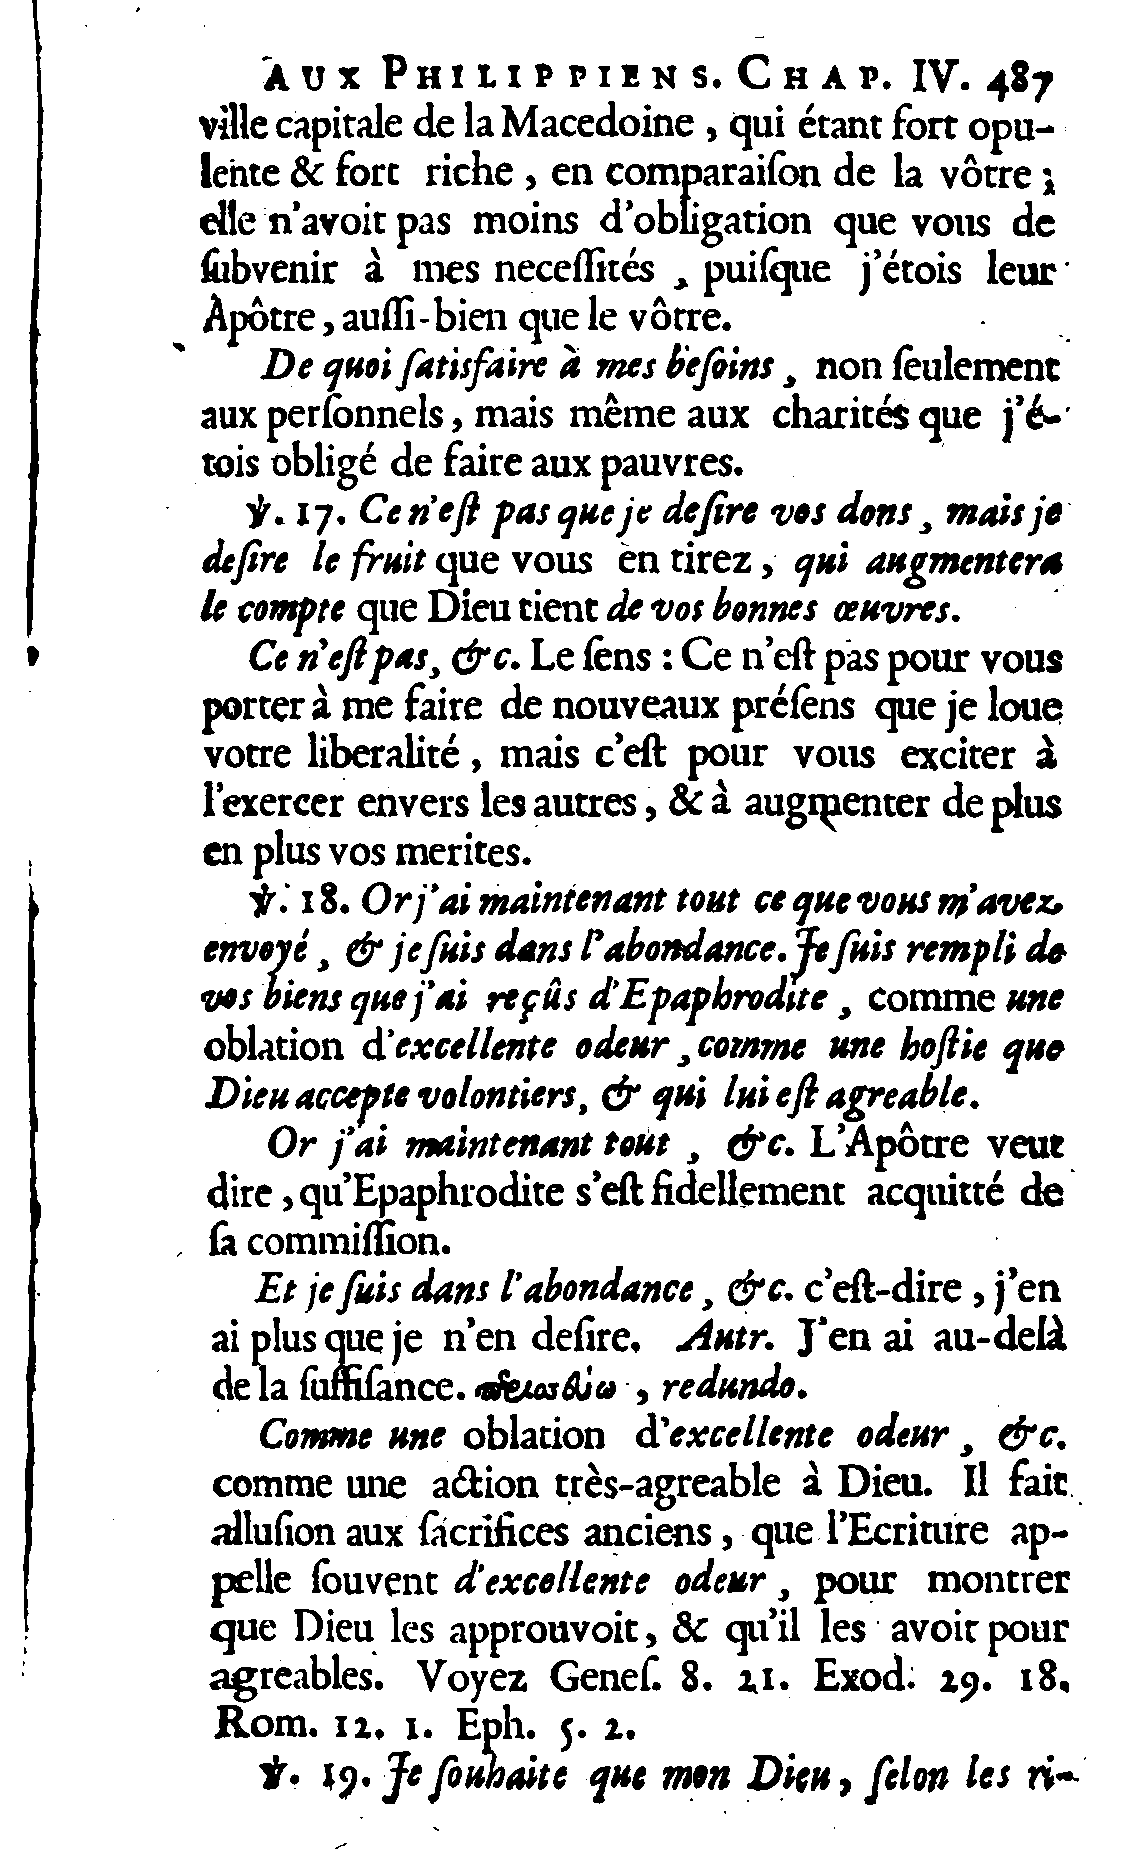 AUX PHILIPPIENS. CHAP. IV. 487
ville capitale de la Macedoine, qui étant fort opu-
lente & fort riche, en comparaiſon de la vôtre;
elle n'avoit pas moins d'obligation que vous de
ſubvenir à mes neceſſités, puiſque j'étois leur
Apôtre, auſſi-bien que le vôtre.
De quoi ſatisfaire à mes beſoins, non ſeulement
aux perſonnels, mais même aux charités que j'é-
tois obligé de faire aux pauvres.
℣. 17. Ce n'eſt pas que je deſire vos dons, mais je
deſire le fruit que vous en tirez, qui augmentera
le compte que Dieu tient de vos bonnes œuvres.
Ce n'eſt pas, &c. Le ſens : Ce n'eſt pas pour vous
porter à me faire de nouveaux préſens que je loue
votre liberalité, mais c'eſt pour vous exciter à
l'exercer envers les autres, & à augmenter de plus
en plus vos merites.
℣. 18. Or j'ai maintenant tout ce que vous m'avez
envoyé, & je ſuis dans l'abondance. Je ſuis rempli de
vos biens que j'ai reçûs d'Epaphrodite, comme une
oblation d'excellente odeur, comme une hoſtie que
Dieu accepte volontiers, & qui lui eſt agreable.
Or j'ai maintenant tout, &c. L'Apôtre veut
dire, qu'Epaphrodite s'eſt fidellement acquitté de
ſa commiſſion.
Et je ſuis dans l'abondance, &c. c'eſt-dire, j'en
ai plus que je n'en deſire. Autr. J'en ai au-delà
de la ſuffiſance. , redundo.
Comme une oblation d'excellente odeur, &c.
comme une action très-agreable à Dieu. Il fait
alluſion aux ſacrifices anciens, que l'Ecriture ap-
pelle ſouvent d'excellente odeur, pour montrer
que Dieu les approuvoit, & qu'il les avoit pour
agreables. Voyez Geneſ. 8. 21. Exod. 29. 18.
Rom. 12. 1. Eph. 5. 2.
℣. 19. Je ſouhaite que mon Dieu, ſelon les ri-